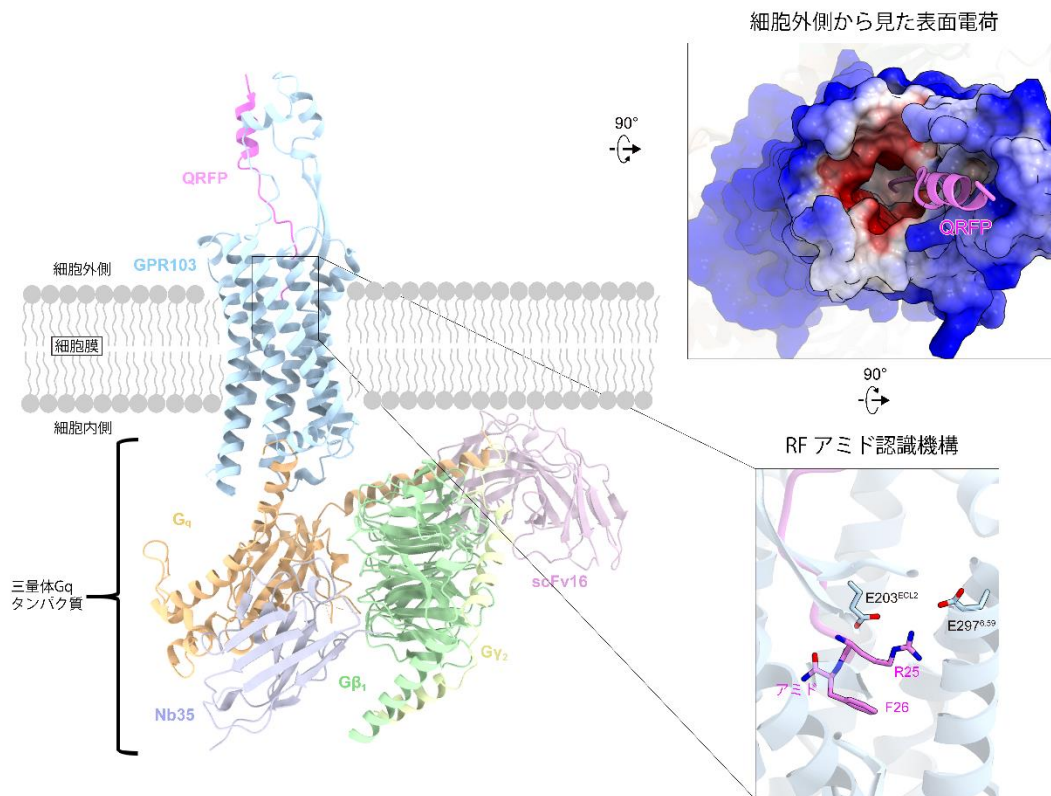 細胞外側から見た表面電荷
90°
QRFP
QRFP
細胞外側
GPR103
細胞膜
細胞内側
90°
RF アミド認識機構
Gq
三量体Gq
タンパク質
scFv16
Gγ2
Gβ1
Nb35
E203ECL2
E2976.59
R25
アミド
F26